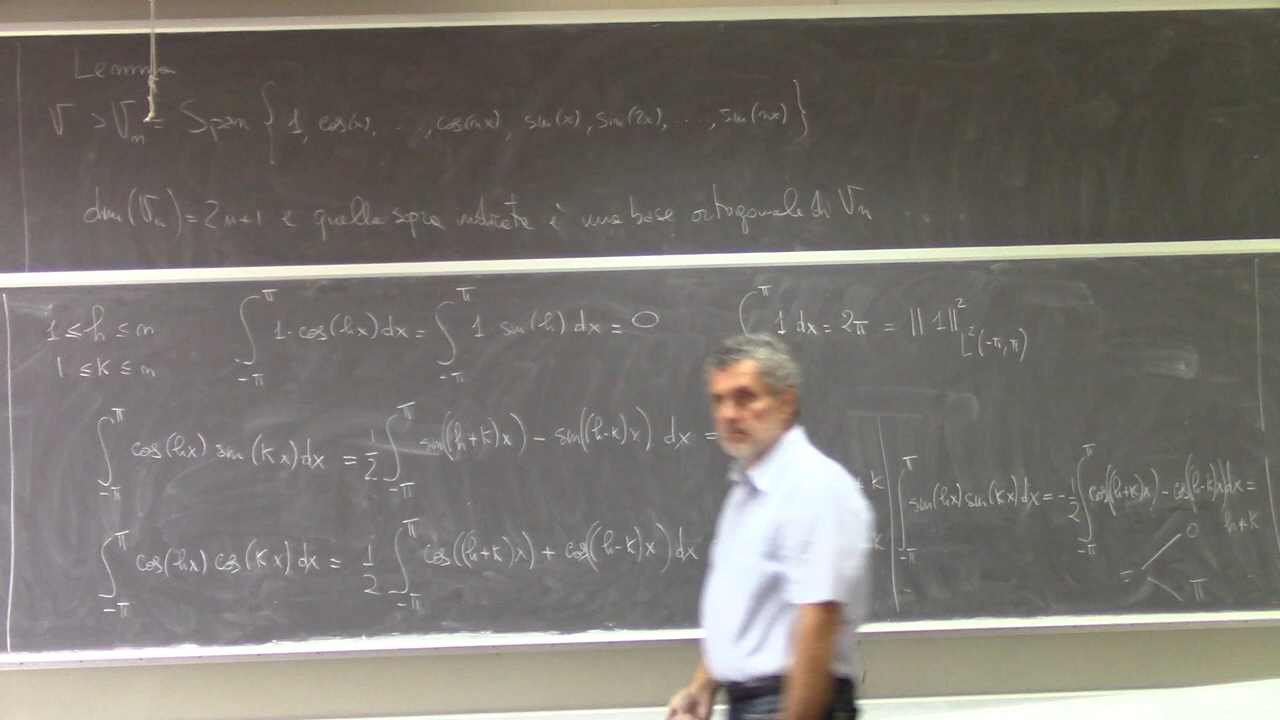 Lemma
V > Vₙ = Span { 1, cos(x), ..., cos(nx), sin(x), sin(2x), ..., sin(nx) }
dim(Vₙ) = 2n+1 e quella sopra indicata è una base ortogonale di Vₙ
1 ≤ h ≤ n
1 ≤ k ≤ n
∫_{-π}^{π} 1·cos(hx) dx = ∫_{-π}^{π} 1 sin(h) dx = 0
∫ ^{π} 1 dx = 2π = ||1||²_{L²(-π,π)}
∫_{-π}^{π} cos(hx) sin(kx) dx = 1/2 ∫_{-π}^{π} sin((h+k)x) - sin((h-k)x) dx =
∫_{-π}^{π} cos(hx) cos(kx) dx = 1/2 ∫_{-π}^{π} cos((h+k)x) + cos((h-k)x) dx
≠ k
k
∫_{-π}^{π} sin(hx) sin(kx) dx = -1/2 ∫_{-π}^{π} cos((h+k)x) - cos((h-k)x) dx =
= 0 h≠k
π